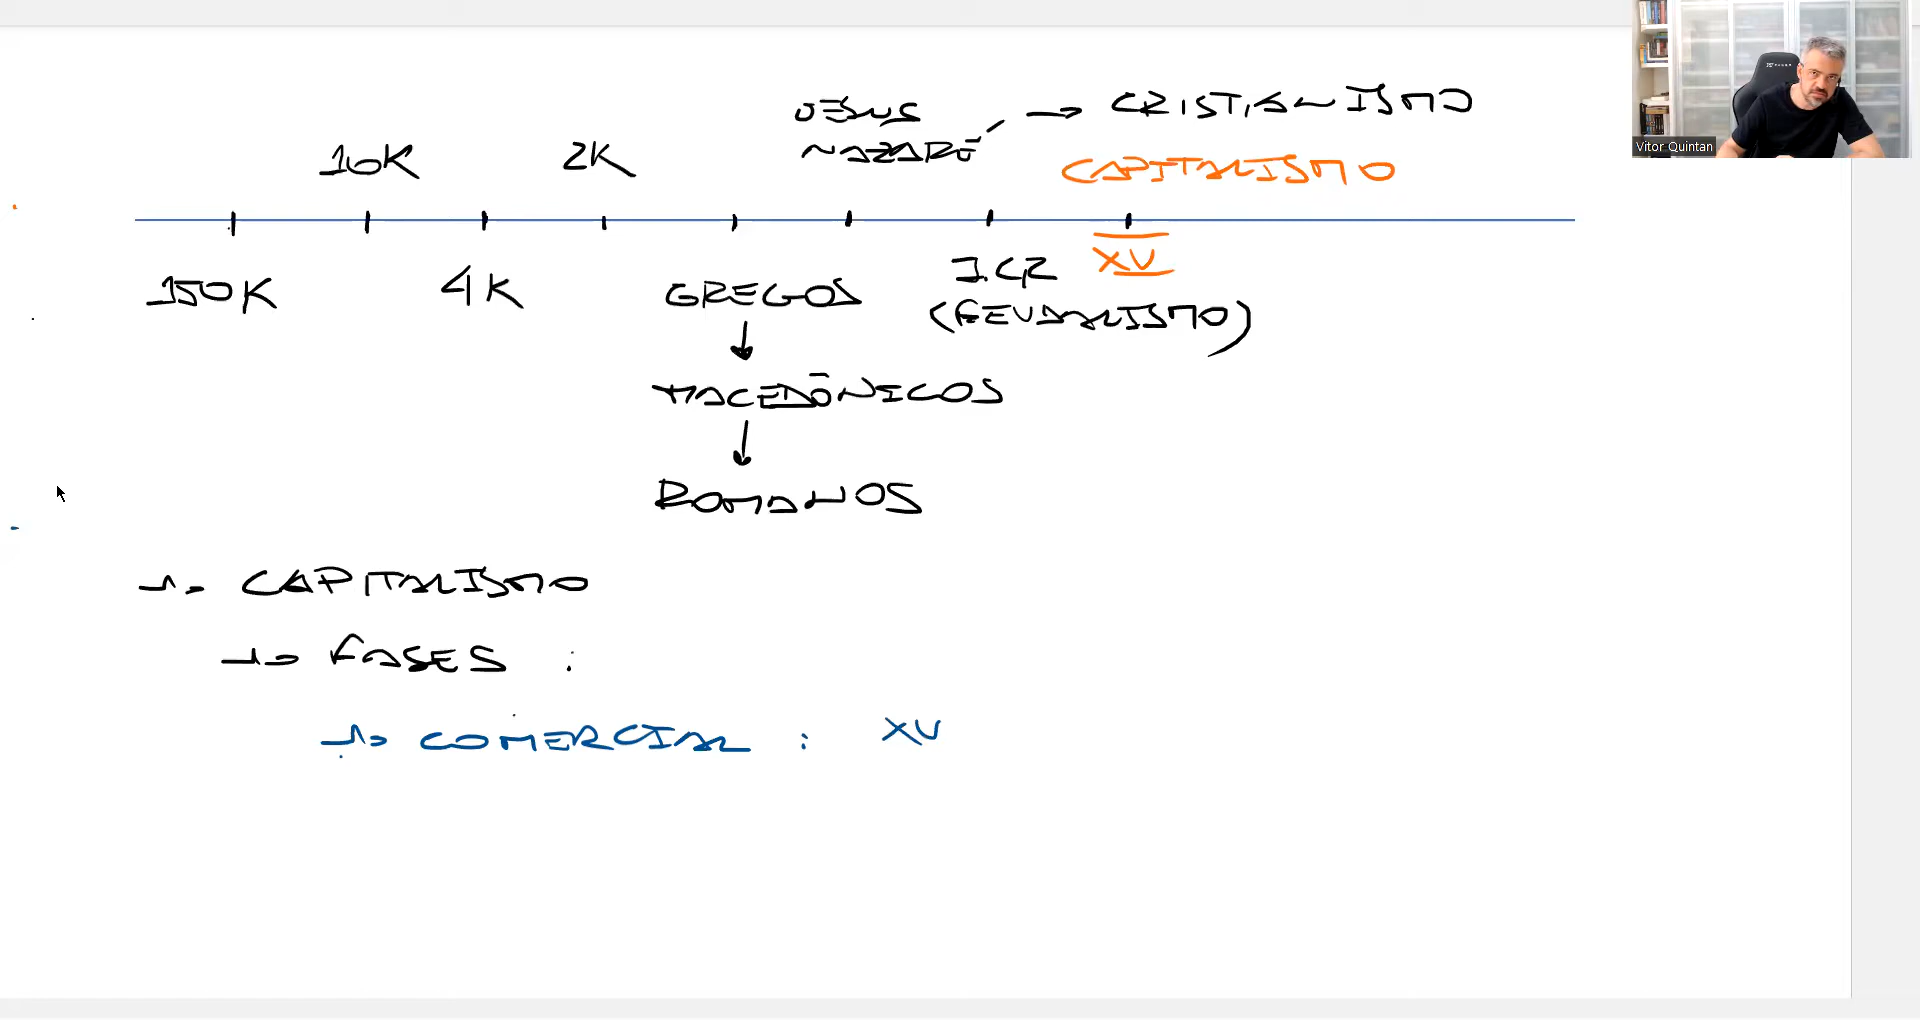 JESUS → CRISTIANISMO
NAZARÉ
10K 2K CAPITALISMO
150K 4K GREGOS I.C.R XV
(FEUDALISMO)
↓
MACEDÔNICOS
↓
ROMANOS
→ CAPITALISMO
→ FASES :
→ COMERCIAL : XV
Vitor Quintan